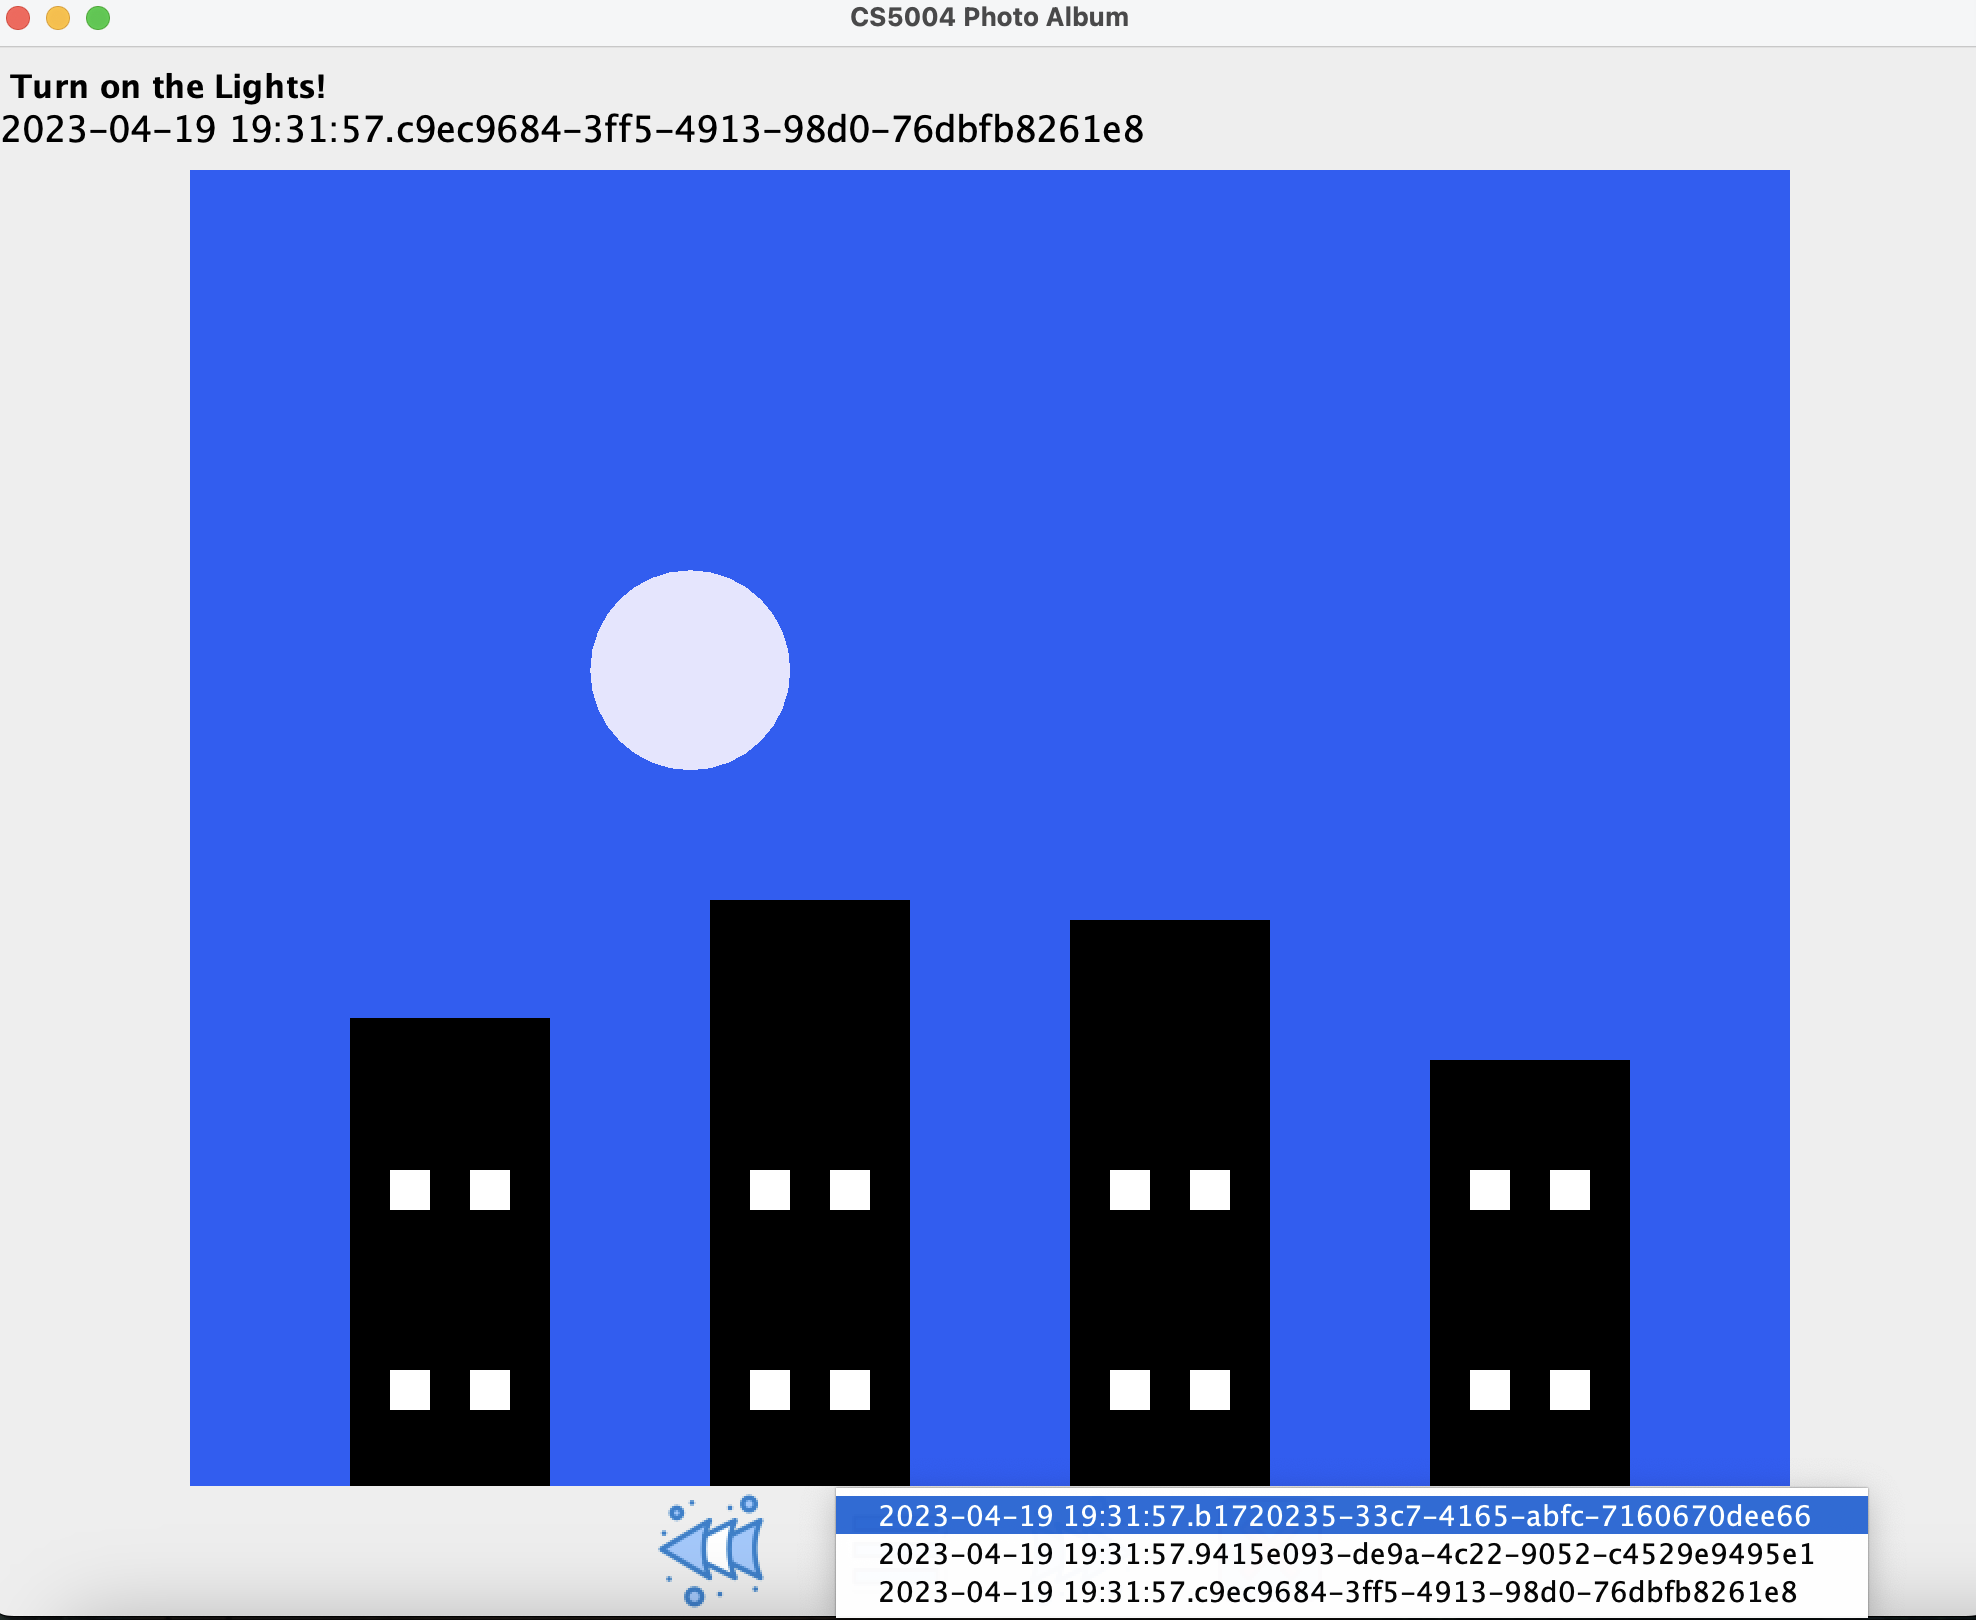 CS5004 Photo Album
Turn on the Lights!
2023-04-19 19:31:57.c9ec9684-3ff5-4913-98d0-76dbfb8261e8
2023-04-19 19:31:57.b1720235-33c7-4165-abfc-7160670dee66
2023-04-19 19:31:57.9415e093-de9a-4c22-9052-c4529e9495e1
2023-04-19 19:31:57.c9ec9684-3ff5-4913-98d0-76dbfb8261e8